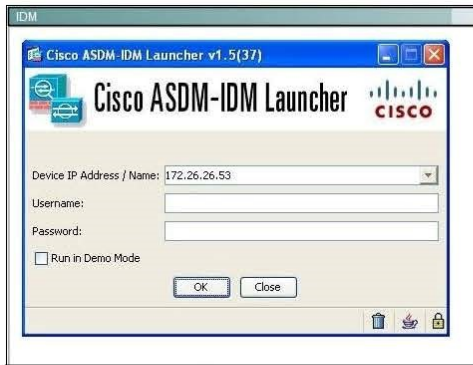 IDM
Cisco ASDM-IDM Launcher v1.5(37)
Cisco ASDM-IDM Launcher
CISCO
Device IP Address / Name: 172.26.26.53
Username:
Password:
Run in Demo Mode
OK Close